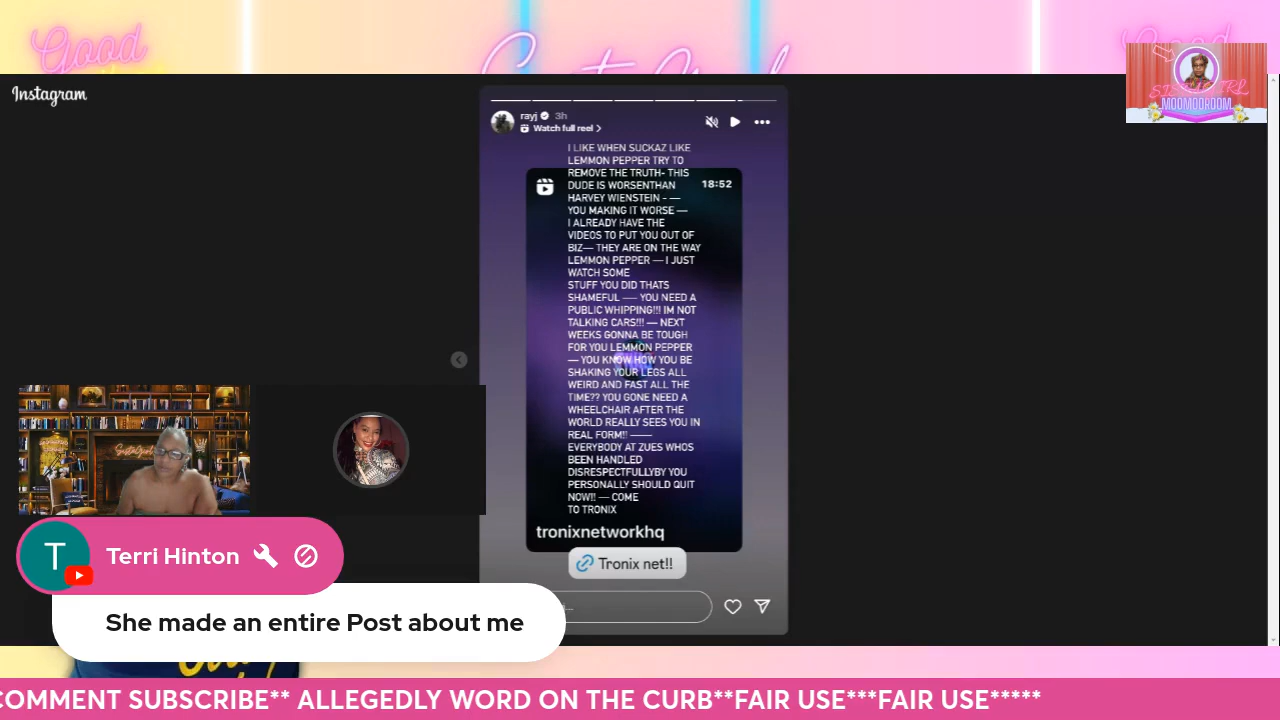 Good
Instagram
rayj 3h
Watch full reel
18:52
I LIKE WHEN SUCKAZ LIKE
LEMMON PEPPER TRY TO
REMOVE THE TRUTH- THIS
DUDE IS WORSENTHAN
HARVEY WIENSTEIN - —
YOU MAKING IT WORSE —
I ALREADY HAVE THE
VIDEOS TO PUT YOU OUT OF
BIZ— THEY ARE ON THE WAY
LEMMON PEPPER — I JUST
WATCH SOME
STUFF YOU DID THATS
SHAMEFUL —– YOU NEED A
PUBLIC WHIPPING!!! IM NOT
TALKING CARS!!! — NEXT
WEEKS GONNA BE TOUGH
FOR YOU LEMMON PEPPER
— YOU KNOW HOW YOU BE
SHAKING YOUR LEGS ALL
WEIRD AND FAST ALL THE
TIME?? YOU GONE NEED A
WHEELCHAIR AFTER THE
WORLD REALLY SEES YOU IN
REAL FORM!! —–
EVERYBODY AT ZUES WHOS
BEEN HANDLED
DISRESPECTFULLYBY YOU
PERSONALLY SHOULD QUIT
NOW!! — COME
TO TRONIX
tronixnetworkhq
Tronix net!!
MOOMOOROOM
T Terri Hinton
She made an entire Post about me
COMMENT SUBSCRIBE** ALLEGEDLY WORD ON THE CURB**FAIR USE***FAIR USE*****